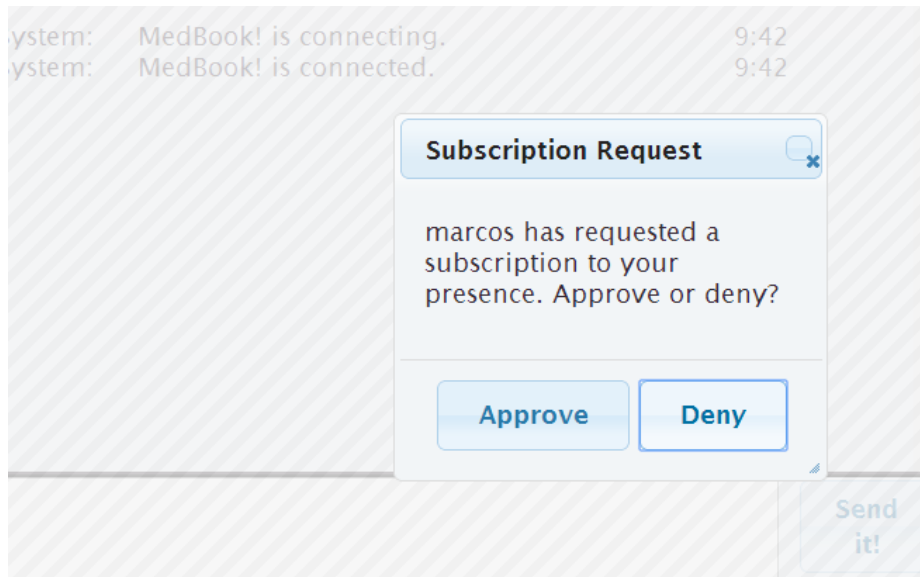 ystem: MedBook! is connecting. 9:42
ystem: MedBook! is connected. 9:42
Subscription Request
marcos has requested a
subscription to your
presence. Approve or deny?
Approve Deny
Send
it!